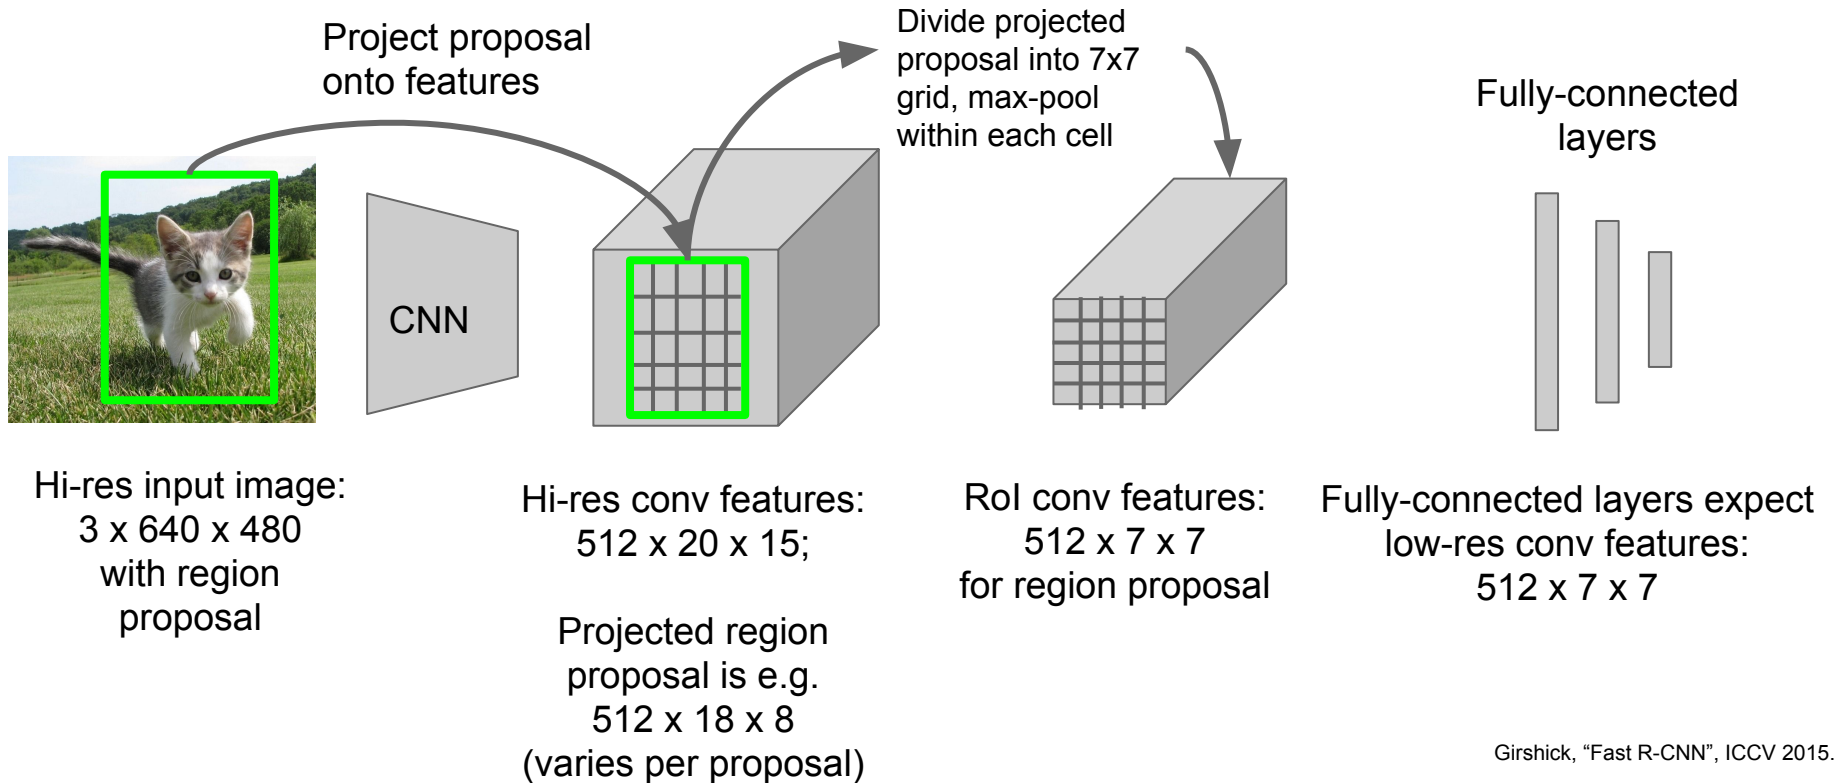 Project proposal
onto features
Divide projected
proposal into 7x7
grid, max-pool
within each cell
Fully-connected
layers
CNN
Hi-res input image:
3 x 640 x 480
with region
proposal
Hi-res conv features:
512 x 20 x 15;
Projected region
proposal is e.g.
512 x 18 x 8
(varies per proposal)
RoI conv features:
512 x 7 x 7
for region proposal
Fully-connected layers expect
low-res conv features:
512 x 7 x 7
Girshick, “Fast R-CNN”, ICCV 2015.